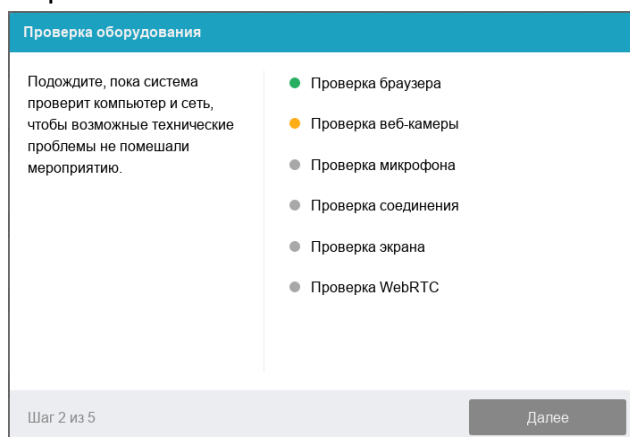 Проверка оборудования
Подождите, пока система
проверит компьютер и сеть,
чтобы возможные технические
проблемы не помешали
мероприятию.
Проверка браузера
Проверка веб-камеры
Проверка микрофона
Проверка соединения
Проверка экрана
Проверка WebRTC
Шаг 2 из 5
Далее